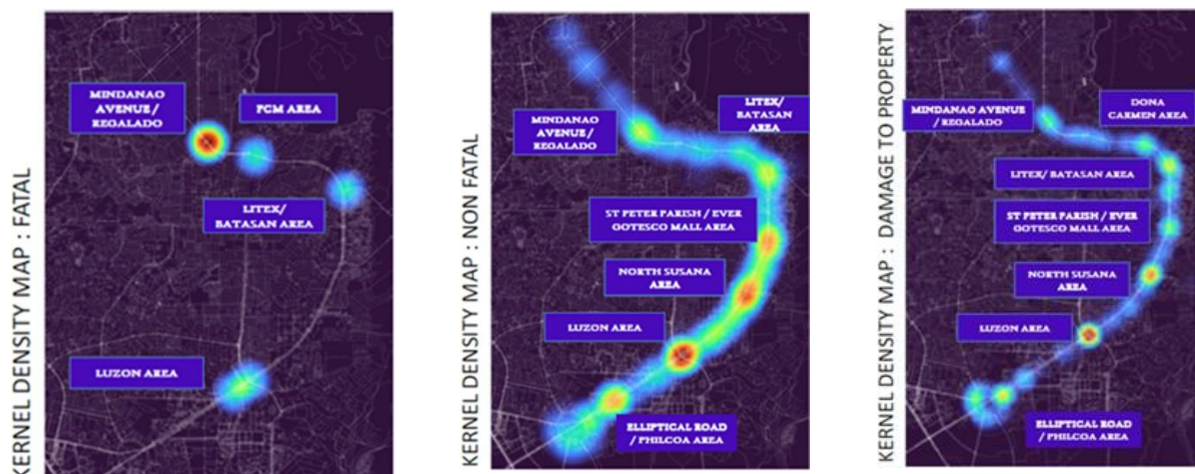 KERNEL DENSITY MAP : FATAL
MINDANAO
AVENUE /
REGALADO
FCM AREA
LITEX/
BATASAN AREA
LUZON AREA
KERNEL DENSITY MAP : NON FATAL
LITEX/
BATASAN
AREA
MINDANAO
AVENUE /
REGALADO
ST PETER PARISH / EVER
GOTESCO MALL AREA
NORTH SUSANA
AREA
LUZON AREA
ELLIPTICAL ROAD
/ PHILCOA AREA
KERNEL DENSITY MAP : DAMAGE TO PROPERTY
MINDANAO AVENUE
/ REGALADO
DONA
CARMEN AREA
LITEX/ BATASAN AREA
ST PETER PARISH / EVER
GOTESCO MALL AREA
NORTH SUSANA
AREA
LUZON AREA
ELLIPTICAL ROAD
/ PHILCOA AREA